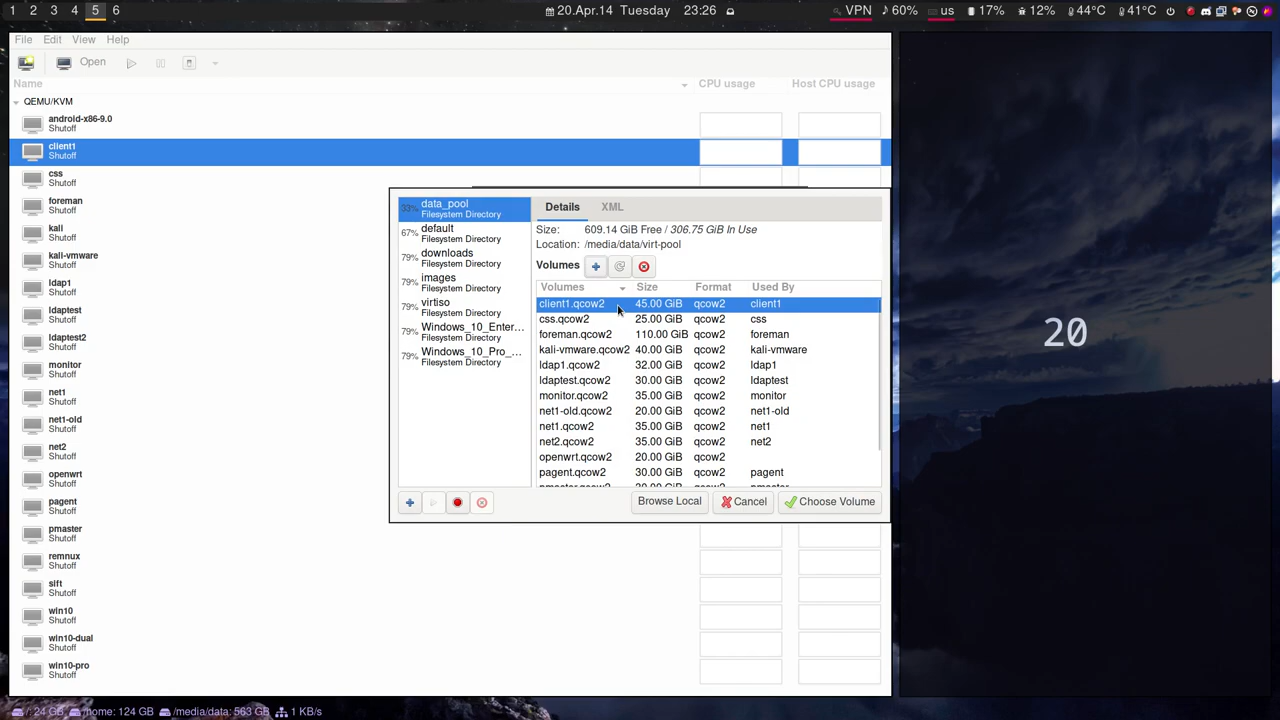 1 2 3 4 5 6 20.Apr.14 Tuesday 23:26 VPN 60% us 17% 12% 44°C 41°C
File Edit View Help
Open
Name CPU usage Host CPU usage
QEMU/KVM
android-x86-9.0
Shutoff
client1
Shutoff
css
Shutoff
foreman
Shutoff
kali
Shutoff
kali-vmware
Shutoff
ldap1
Shutoff
ldaptest
Shutoff
ldaptest2
Shutoff
monitor
Shutoff
net1
Shutoff
net1-old
Shutoff
net2
Shutoff
openwrt
Shutoff
pagent
Shutoff
pmaster
Shutoff
remnux
Shutoff
sift
Shutoff
win10
Shutoff
win10-dual
Shutoff
win10-pro
Shutoff
33% data_pool
Filesystem Directory
67% default
Filesystem Directory
79% downloads
Filesystem Directory
79% images
Filesystem Directory
79% virtiso
Filesystem Directory
79% Windows_10_Enter...
Filesystem Directory
79% Windows_10_Pro_...
Filesystem Directory
Details XML
Size: 609.14 GiB Free / 306.75 GiB In Use
Location: /media/data/virt-pool
Volumes
Volumes Size Format Used By
client1.qcow2 45.00 GiB qcow2 client1
css.qcow2 25.00 GiB qcow2 css
foreman.qcow2 110.00 GiB qcow2 foreman
kali-vmware.qcow2 40.00 GiB qcow2 kali-vmware
ldap1.qcow2 32.00 GiB qcow2 ldap1
ldaptest.qcow2 30.00 GiB qcow2 ldaptest
monitor.qcow2 35.00 GiB qcow2 monitor
net1-old.qcow2 20.00 GiB qcow2 net1-old
net1.qcow2 35.00 GiB qcow2 net1
net2.qcow2 35.00 GiB qcow2 net2
openwrt.qcow2 20.00 GiB qcow2
pagent.qcow2 30.00 GiB qcow2 pagent
Browse Local Cancel Choose Volume
20
/: 24 GB /home: 124 GB /media/data: 563 GB 1 KB/s